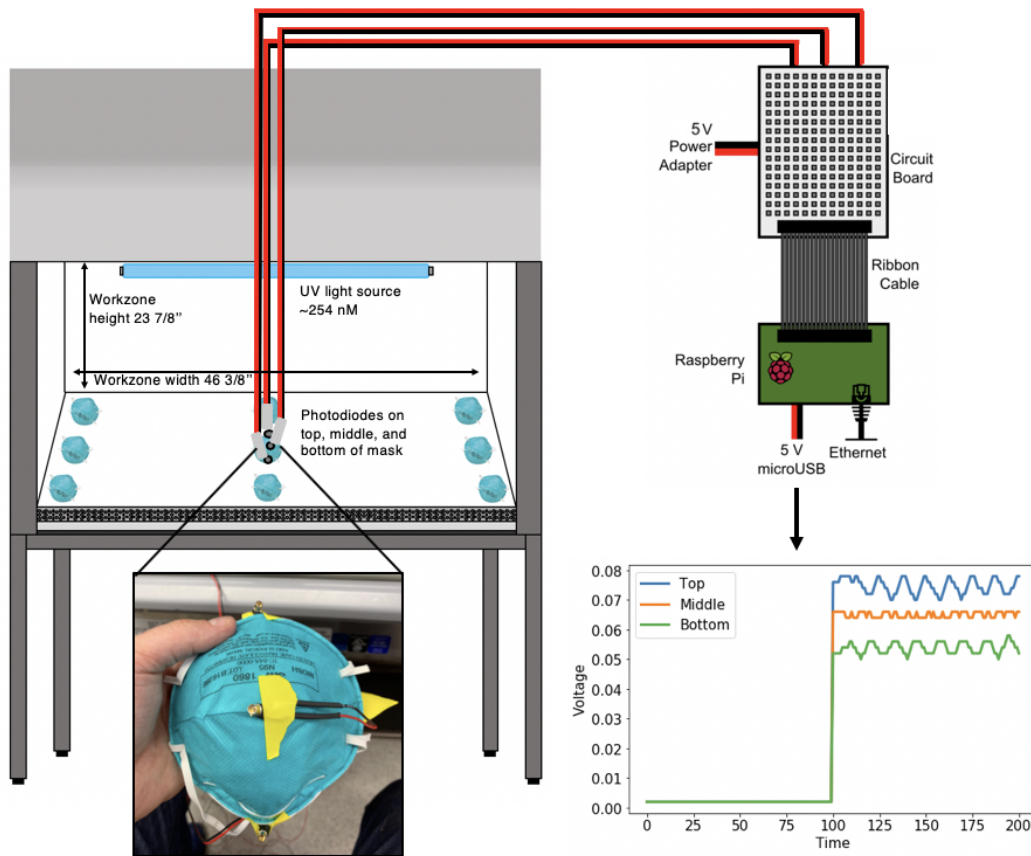 5 V
Power
Adapter
Circuit
Board
Ribbon
Cable
Raspberry
Pi
5 V
microUSB
Ethernet
Workzone
height 23 7/8”
UV light source
~254 nM
Workzone width 46 3/8”
Photodiodes on
top, middle, and
bottom of mask
N95
1860
NIOSH
Top
Middle
Bottom
Voltage
0.08
0.07
0.06
0.05
0.04
0.03
0.02
0.01
0.00
0
25
50
75
100
125
150
175
200
Time